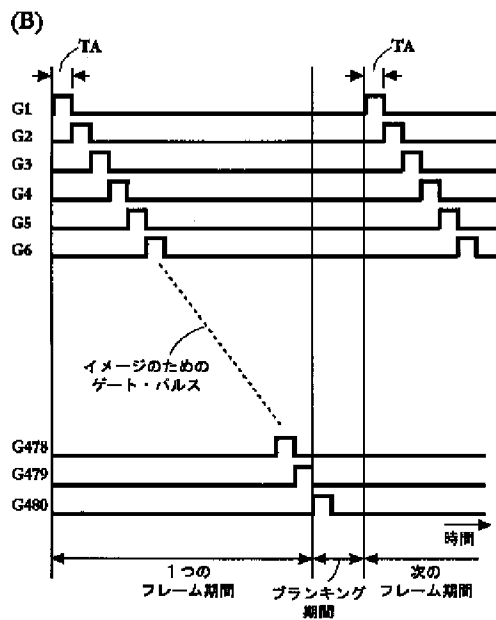 (B)
TA
TA
G1
G2
G3
G4
G5
G6
イメージのための
ゲート・パルス
G478
G479
G480
時間
1つの
フレーム期間
ブランキング
期間
次の
フレーム期間